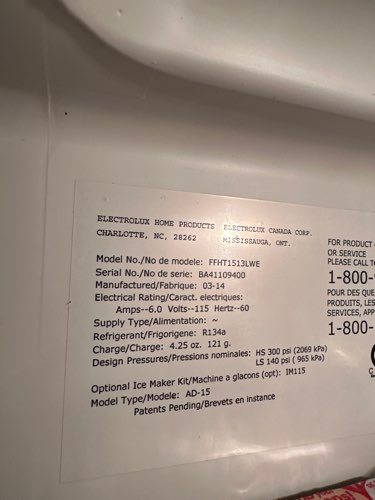 ELECTROLUX HOME PRODUCTS ELECTROLUX CANADA CORP.
CHARLOTTE, NC, 28262 MISSISSAUGA, ONT.
Model No./No de modele: FFHT1513LWE
Serial No./No de serie: BA41109400
Manufactured/Fabrique: 03-14
Electrical Rating/Caract. electriques:
Amps--6.0 Volts--115 Hertz--60
Supply Type/Alimentation: ~
Refrigerant/Frigorigene: R134a
Charge/Charge: 4.25 oz. 121 g.
Design Pressures/Pressions nominales: HS 300 psi (2069 kPa)
LS 140 psi ( 965 kPa)
Optional Ice Maker Kit/Machine a glacons (opt): IM115
Model Type/Modele: AD-15
Patents Pending/Brevets en instance
FOR PRODUCT
OR SERVICE
PLEASE CALL
1-800-
POUR DES QUE
PRODUITS, LES
SERVICES, APP
1-800-